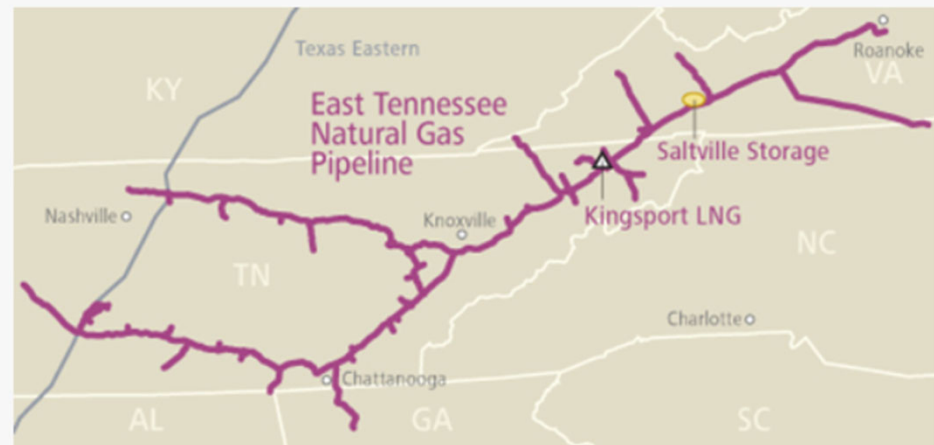 Texas Eastern
Roanoke
KY
VA
East Tennessee
Natural Gas
Pipeline
Saltville Storage
Nashville
Knoxville
Kingsport LNG
TN
NC
Charlotte
Chattanooga
AL
GA
SC